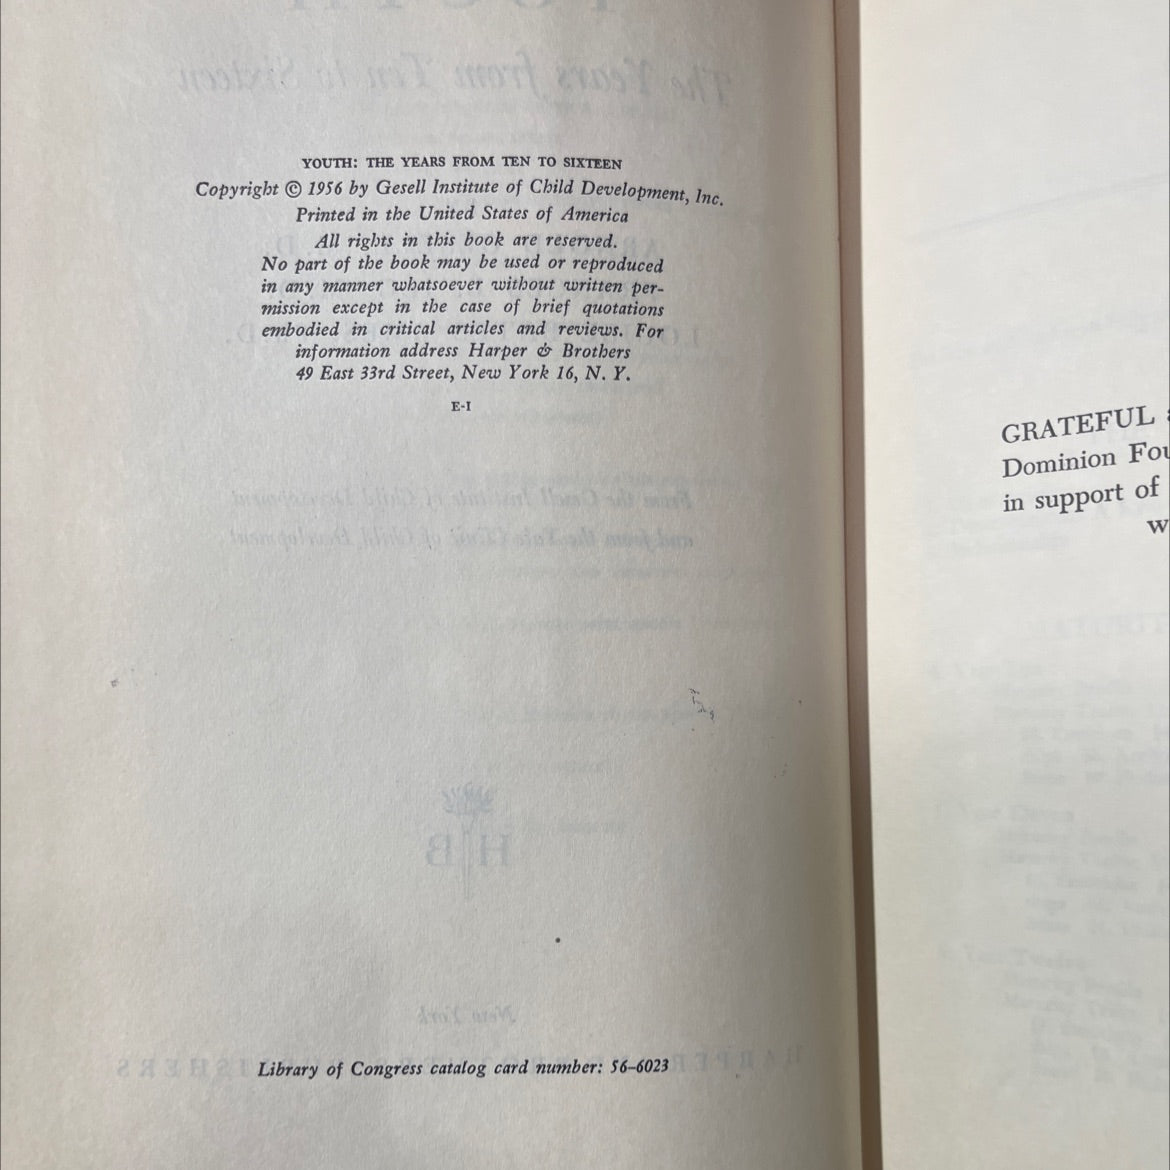 YOUTH: THE YEARS FROM TEN TO SIXTEEN
Copyright © 1956 by Gesell Institute of Child Development, Inc.
Printed in the United States of America
All rights in this book are reserved.
No part of the book may be used or reproduced
in any manner whatsoever without written per-
mission except in the case of brief quotations
embodied in critical articles and reviews. For
information address Harper & Brothers
49 East 33rd Street, New York 16, N. Y.
E-I
Library of Congress catalog card number: 56-6023
GRATEFUL
Dominion Fou
in support of
w